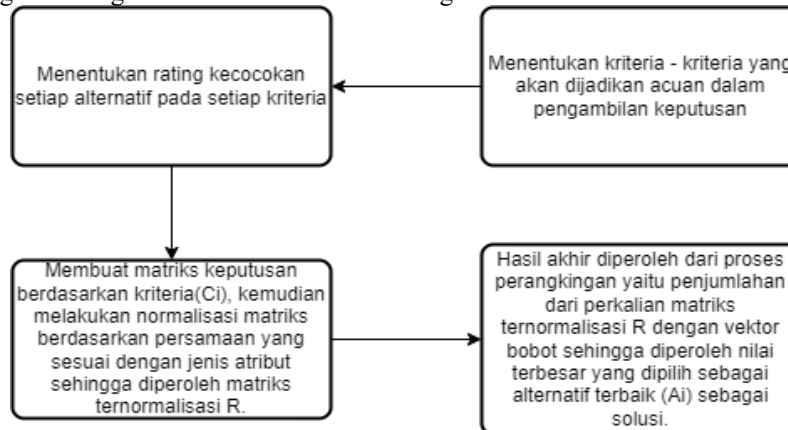 Menentukan kriteria - kriteria yang
akan dijadikan acuan dalam
pengambilan keputusan
Menentukan rating kecocokan
setiap alternatif pada setiap kriteria
Membuat matriks keputusan
berdasarkan kriteria(Ci), kemudian
melakukan normalisasi matriks
berdasarkan persamaan yang
sesuai dengan jenis atribut
sehingga diperoleh matriks
ternormalisasi R.
Hasil akhir diperoleh dari proses
perangkingan yaitu penjumlahan
dari perkalian matriks
ternormalisasi R dengan vektor
bobot sehingga diperoleh nilai
terbesar yang dipilih sebagai
alternatif terbaik (Ai) sebagai
solusi.